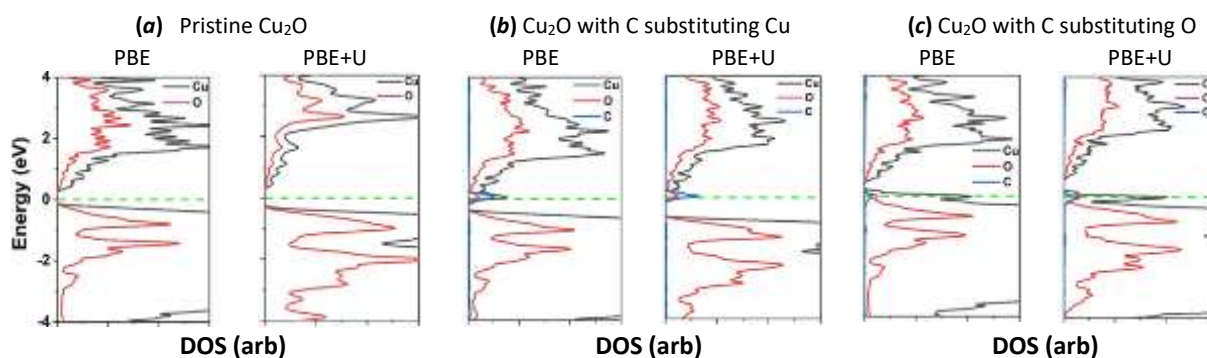 (a) Pristine Cu₂O
(b) Cu₂O with C substituting Cu
(c) Cu₂O with C substituting O
PBE PBE+U PBE PBE+U PBE PBE+U
Energy (eV)
4
2
0
-2
-4
Cu
O
Cu
O
Cu
O
C
Cu
O
C
Cu
O
C
Cu
DOS (arb) DOS (arb) DOS (arb)